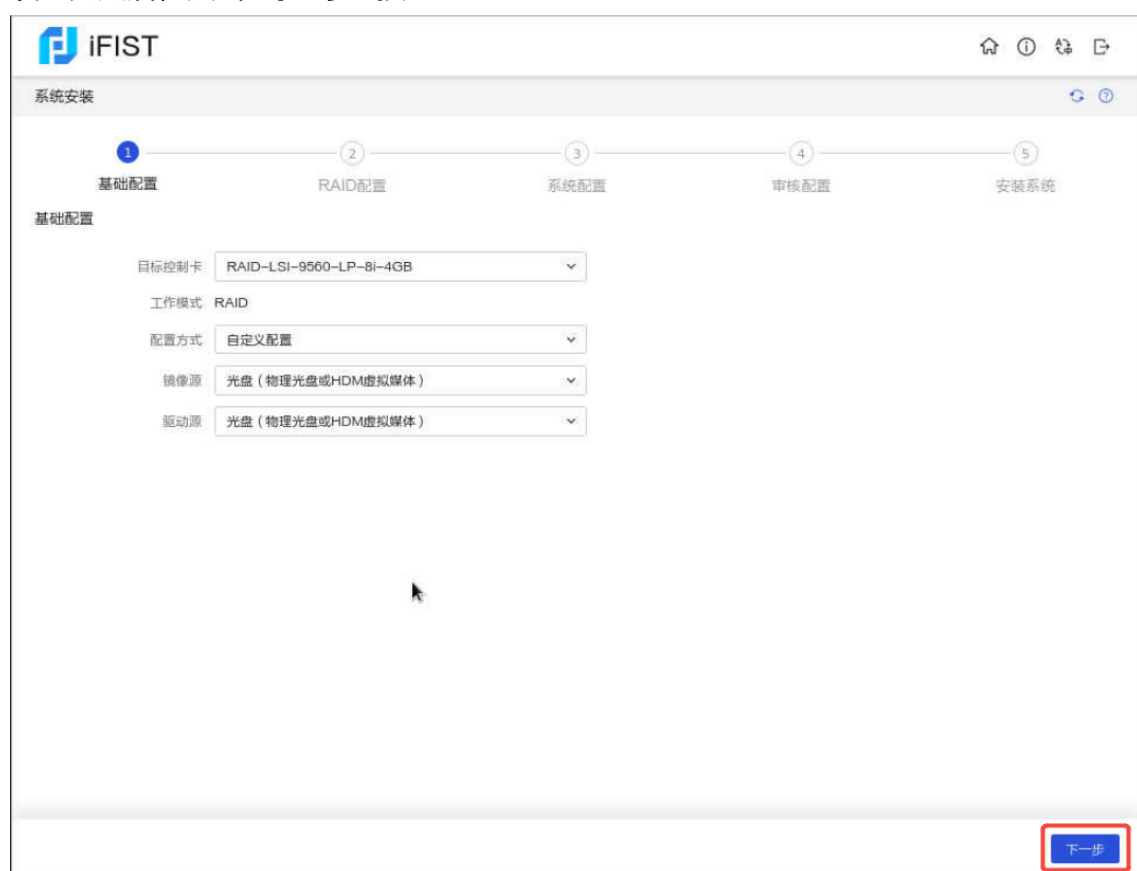 iFIST
系统安装
1 2 3 4 5
基础配置 RAID配置 系统配置 审核配置 安装系统
基础配置
目标控制卡 RAID-LSI-9560-LP-8i-4GB
工作模式 RAID
配置方式 自定义配置
镜像源 光盘（物理光盘或HDM虚拟媒体）
驱动源 光盘（物理光盘或HDM虚拟媒体）
下一步